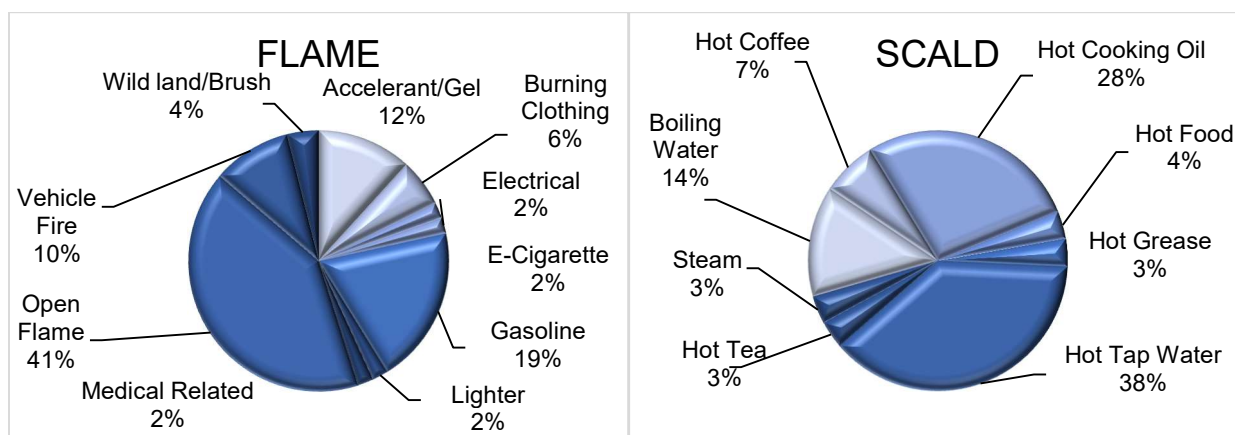 FLAME
Wild land/Brush
4%
Accelerant/Gel
12%
Burning
Clothing
6%
Electrical
2%
E-Cigarette
2%
Gasoline
19%
Lighter
2%
Medical Related
2%
Open
Flame
41%
Vehicle
Fire
10%
SCALD
Hot Coffee
7%
Hot Cooking Oil
28%
Hot Food
4%
Hot Grease
3%
Hot Tap Water
38%
Hot Tea
3%
Steam
3%
Boiling
Water
14%